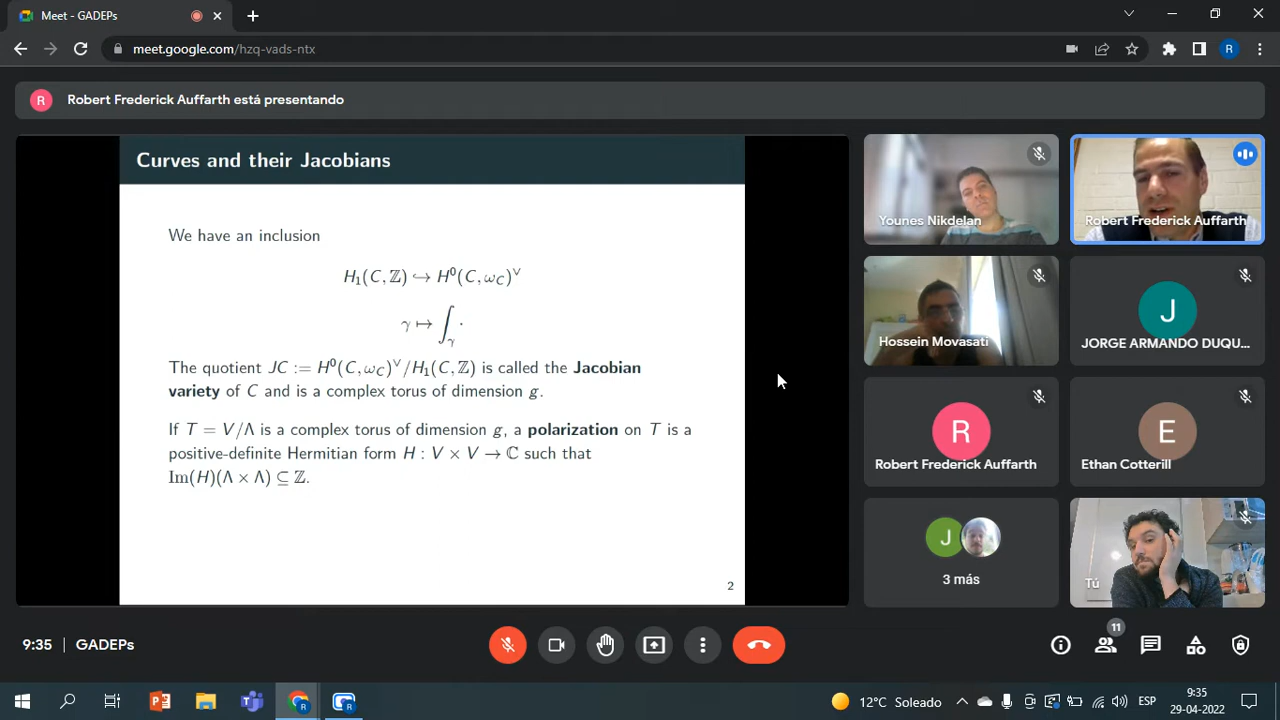 Meet - GADEPs
meet.google.com/hzq-vads-ntx
R
R
Robert Frederick Auffarth está presentando
Curves and their Jacobians
We have an inclusion
H₁(C, ℤ) ↪ H⁰(C, ω_C)^∨
γ ↦ ∫_γ ·
The quotient JC := H⁰(C, ω_C)^∨/H₁(C, ℤ) is called the Jacobian
variety of C and is a complex torus of dimension g.
If T = V/Λ is a complex torus of dimension g, a polarization on T is a
positive-definite Hermitian form H : V × V → ℂ such that
Im(H)(Λ × Λ) ⊆ ℤ.
2
Younes Nikdelan
Robert Frederick Auffarth
Hossein Movasati
J
JORGE ARMANDO DUQU...
R
Robert Frederick Auffarth
E
Ethan Cotterill
J
3 más
Tú
9:35 | GADEPs
11
12°C Soleado
ESP
9:35
29-04-2022